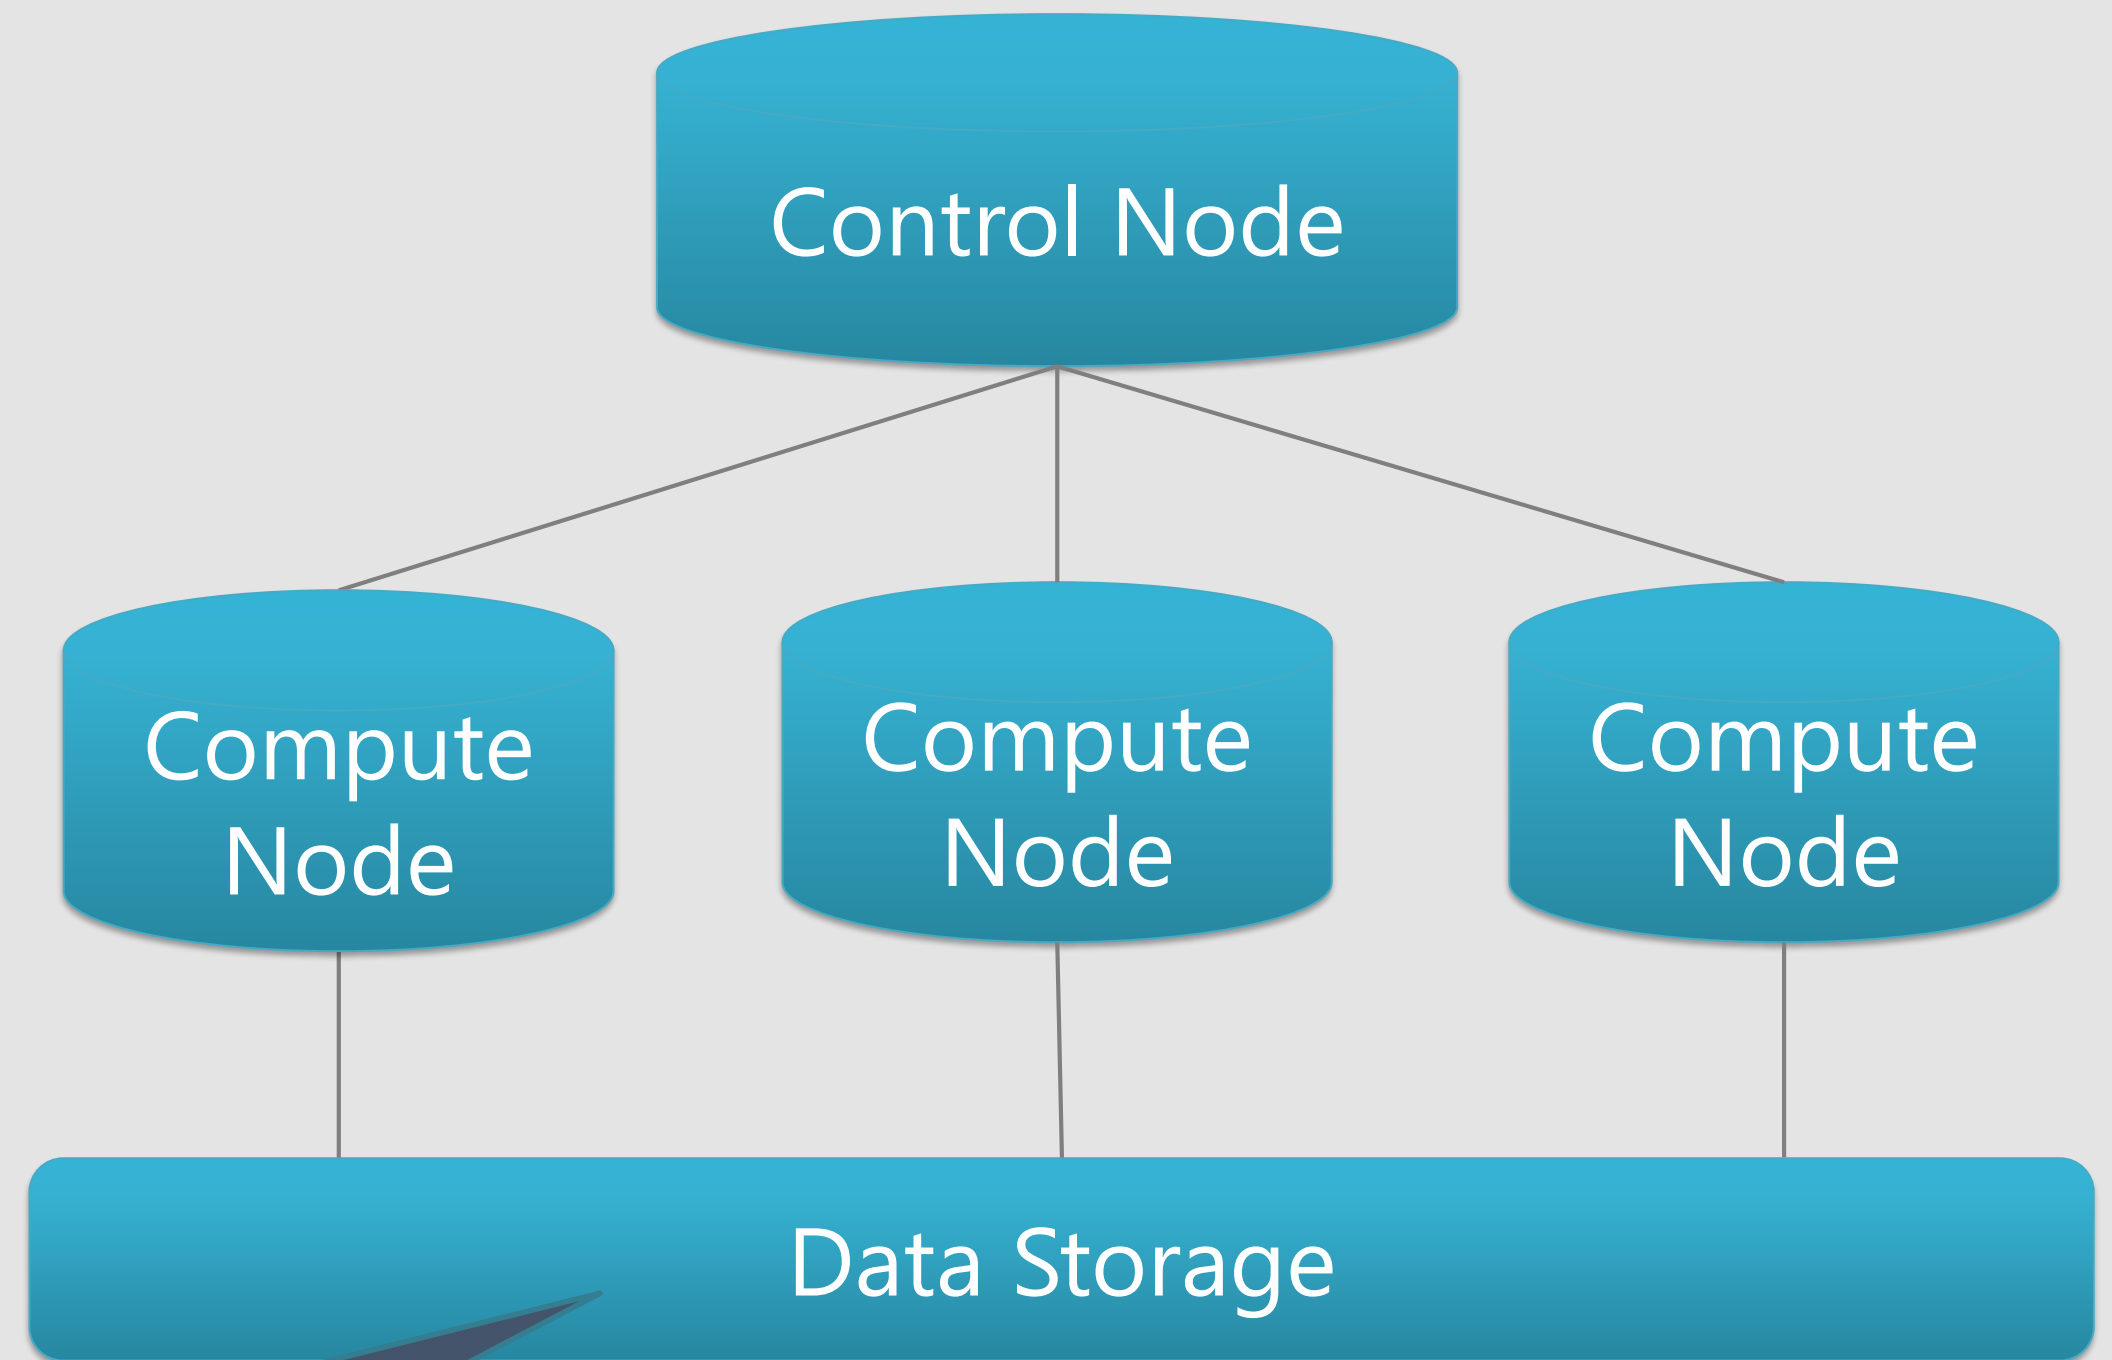 Control Node
Compute
Node
Compute
Node
Compute
Node
Data Storage